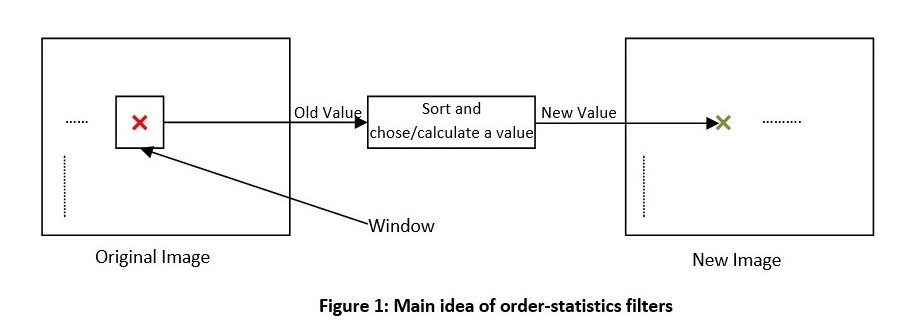 Old Value
Sort and
chose/calculate a value
New Value
Window
Original Image
New Image
Figure 1: Main idea of order-statistics filters